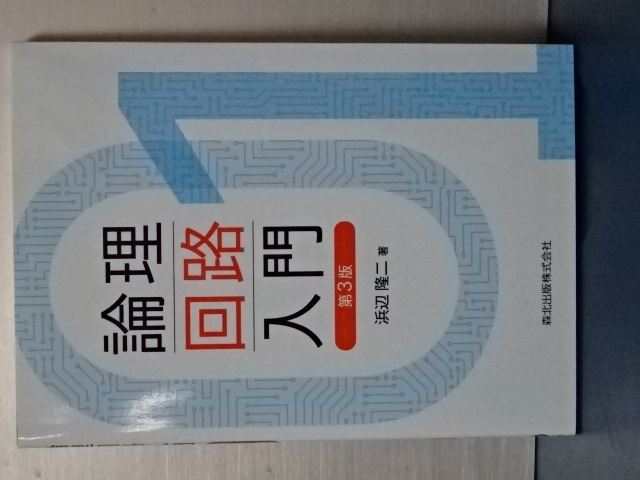 論理
回路
入門
第3版
浜辺 隆二 著
森北出版株式会社